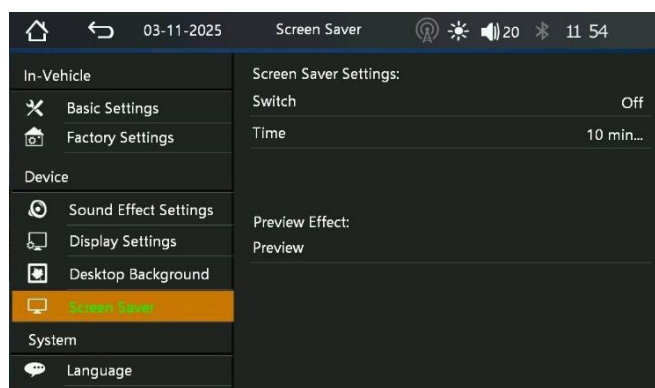 03-11-2025 Screen Saver 20 11 54
In-Vehicle
Basic Settings
Factory Settings
Device
Sound Effect Settings
Display Settings
Desktop Background
Screen Saver
System
Language
Screen Saver Settings:
Switch Off
Time 10 min...
Preview Effect:
Preview